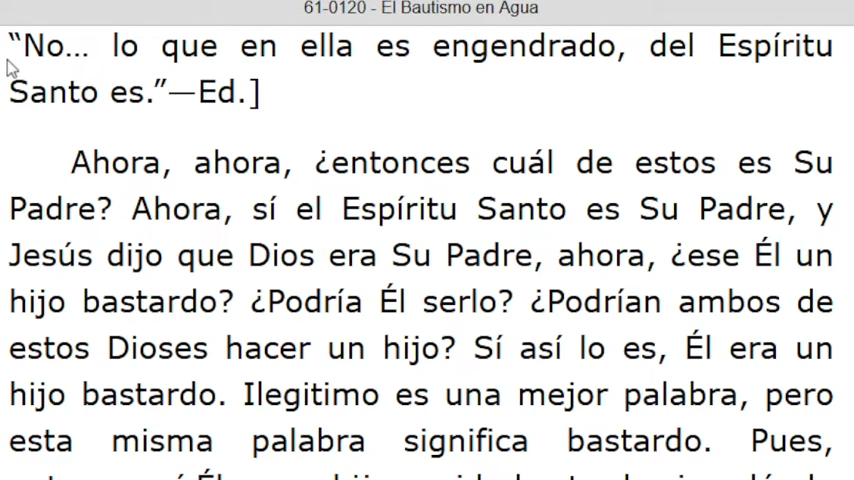 61-0120 - El Bautismo en Agua
“No… lo que en ella es engendrado, del Espíritu
Santo es.”—Ed.]
Ahora, ahora, ¿entonces cuál de estos es Su
Padre? Ahora, sí el Espíritu Santo es Su Padre, y
Jesús dijo que Dios era Su Padre, ahora, ¿ese Él un
hijo bastardo? ¿Podría Él serlo? ¿Podrían ambos de
estos Dioses hacer un hijo? Sí así lo es, Él era un
hijo bastardo. Ilegitimo es una mejor palabra, pero
esta misma palabra significa bastardo. Pues,